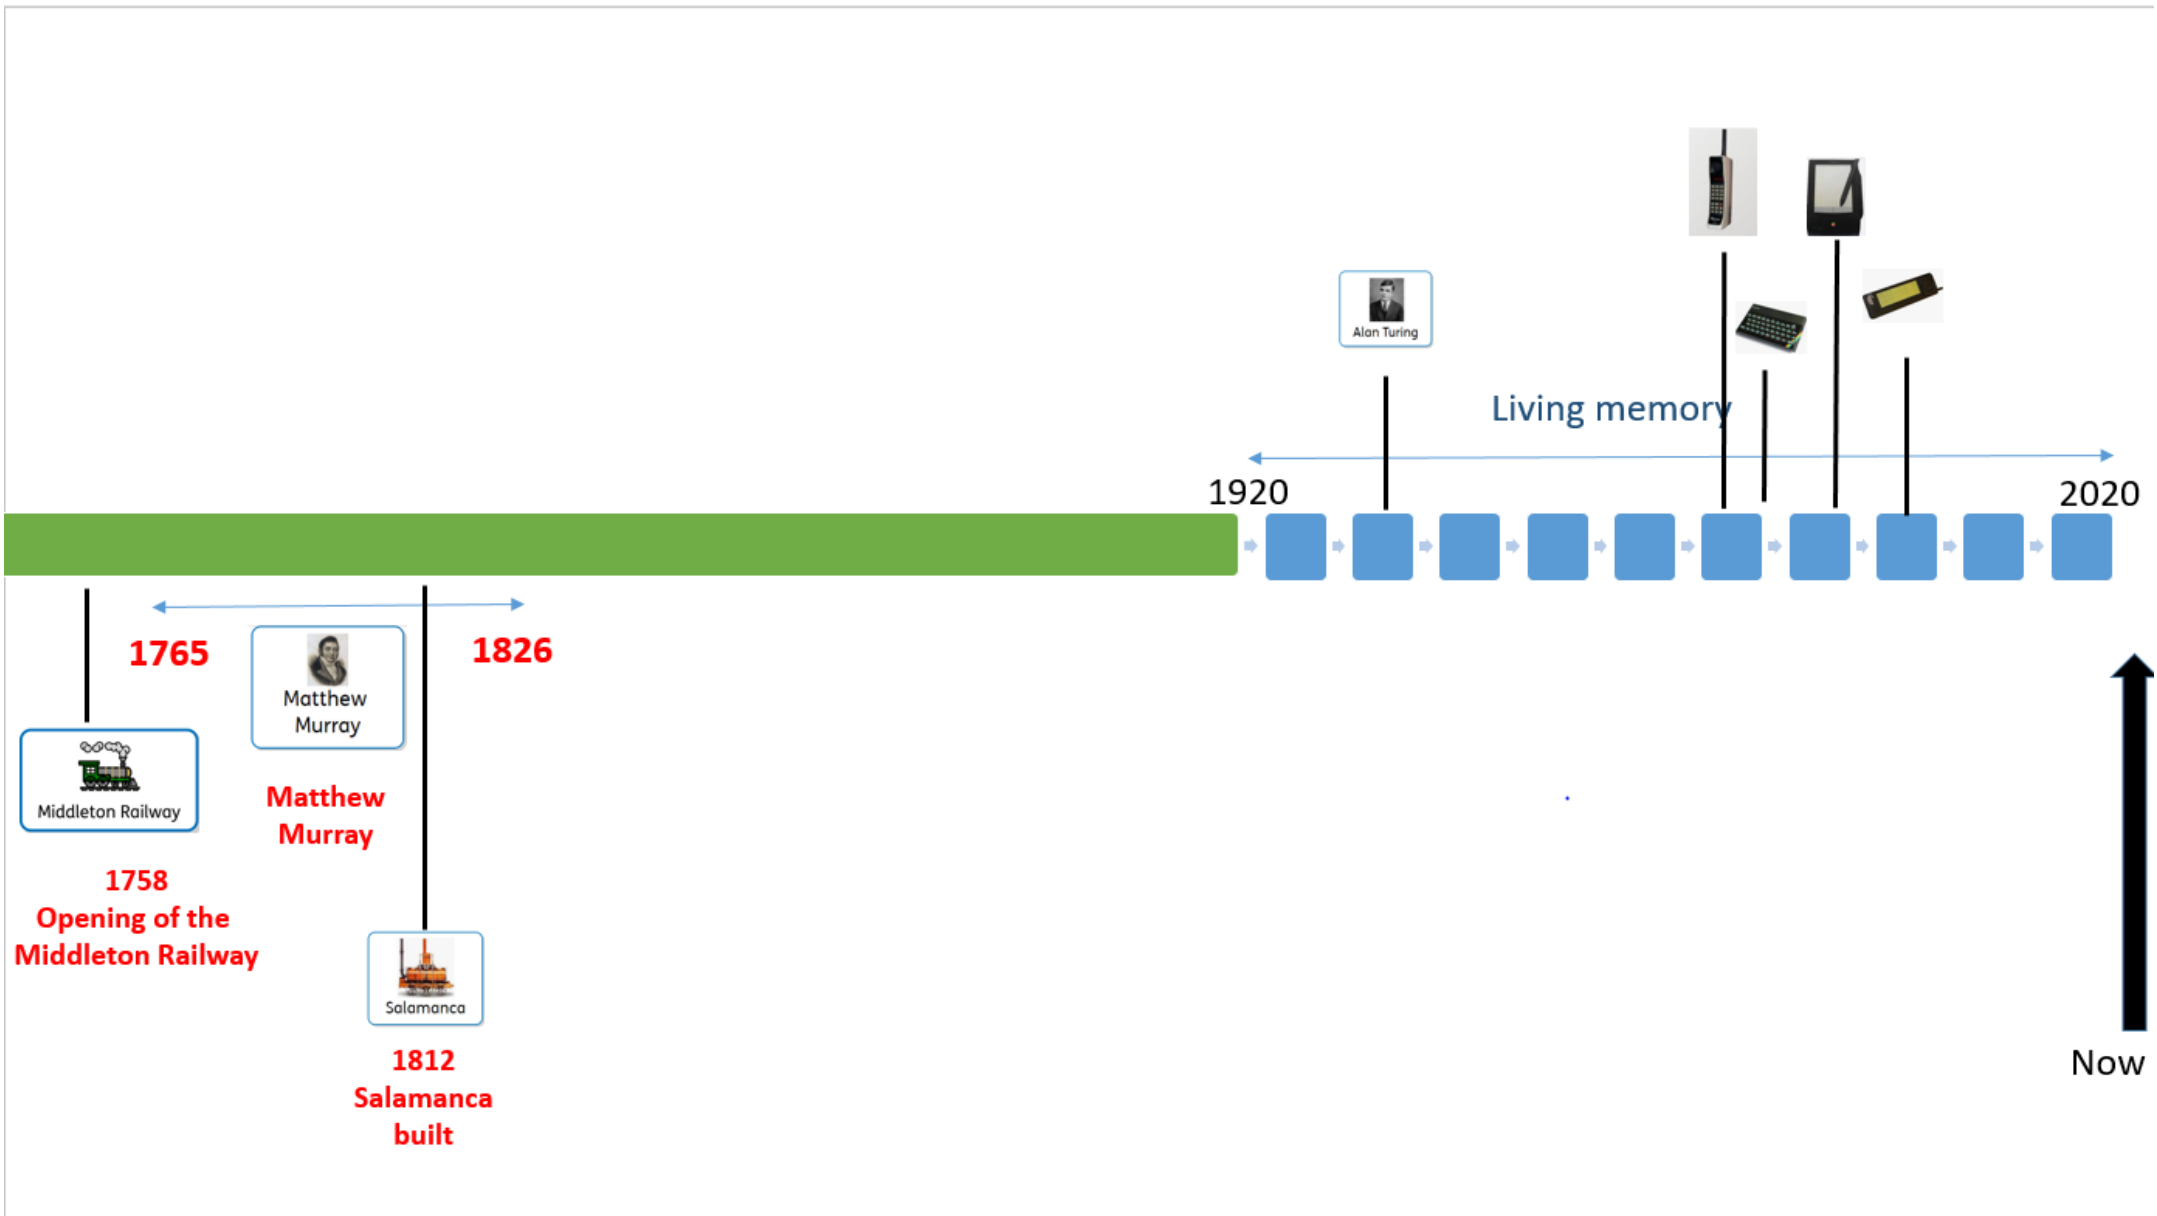 Alan Turing
Living memory
1920
2020
1765
1826
Matthew
Murray
Middleton Railway
Matthew
Murray
1758
Opening of the
Middleton Railway
Salamanca
1812
Salamanca
built
Now